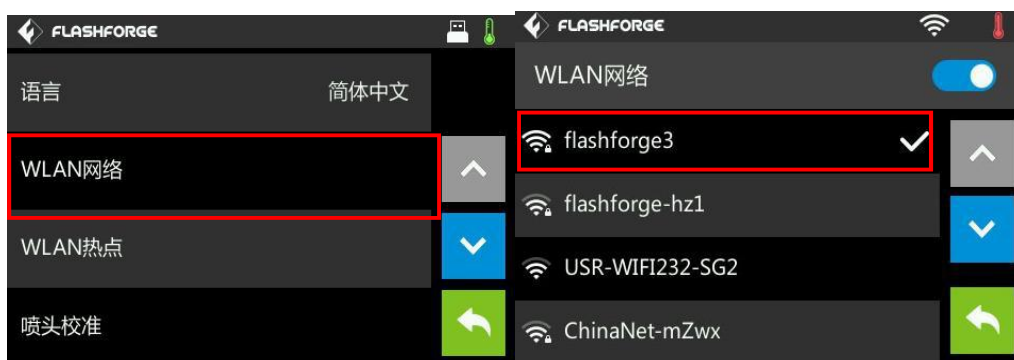 FLASHFORGE
语言 简体中文
WLAN网络
WLAN热点
喷头校准
FLASHFORGE
WLAN网络
flashforge3
flashforge-hz1
USR-WIFI232-SG2
ChinaNet-mZwx